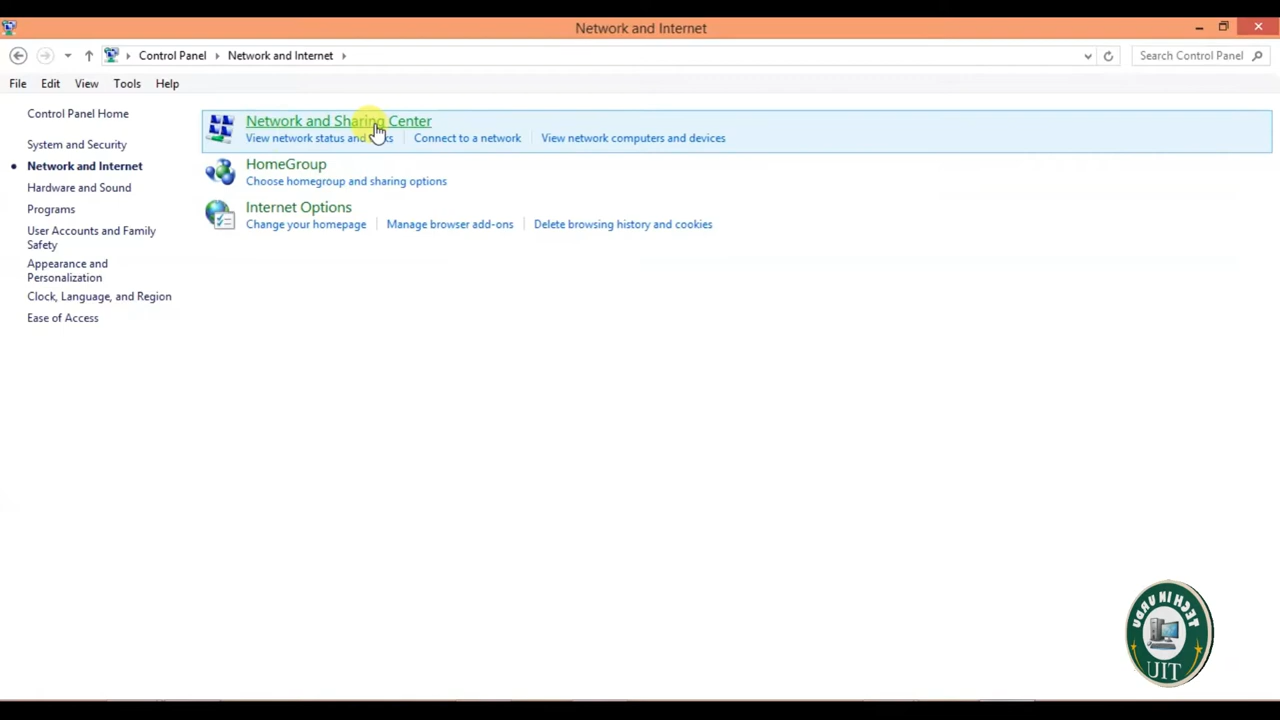 Network and Internet
Control Panel Network and Internet Search Control Panel
File Edit View Tools Help
Control Panel Home
System and Security
Network and Internet
Hardware and Sound
Programs
User Accounts and Family
Safety
Appearance and
Personalization
Clock, Language, and Region
Ease of Access
Network and Sharing Center
View network status and Connect to a network View network computers and devices
HomeGroup
Choose homegroup and sharing options
Internet Options
Change your homepage Manage browser add-ons Delete browsing history and cookies
TECH IN URDU
UIT